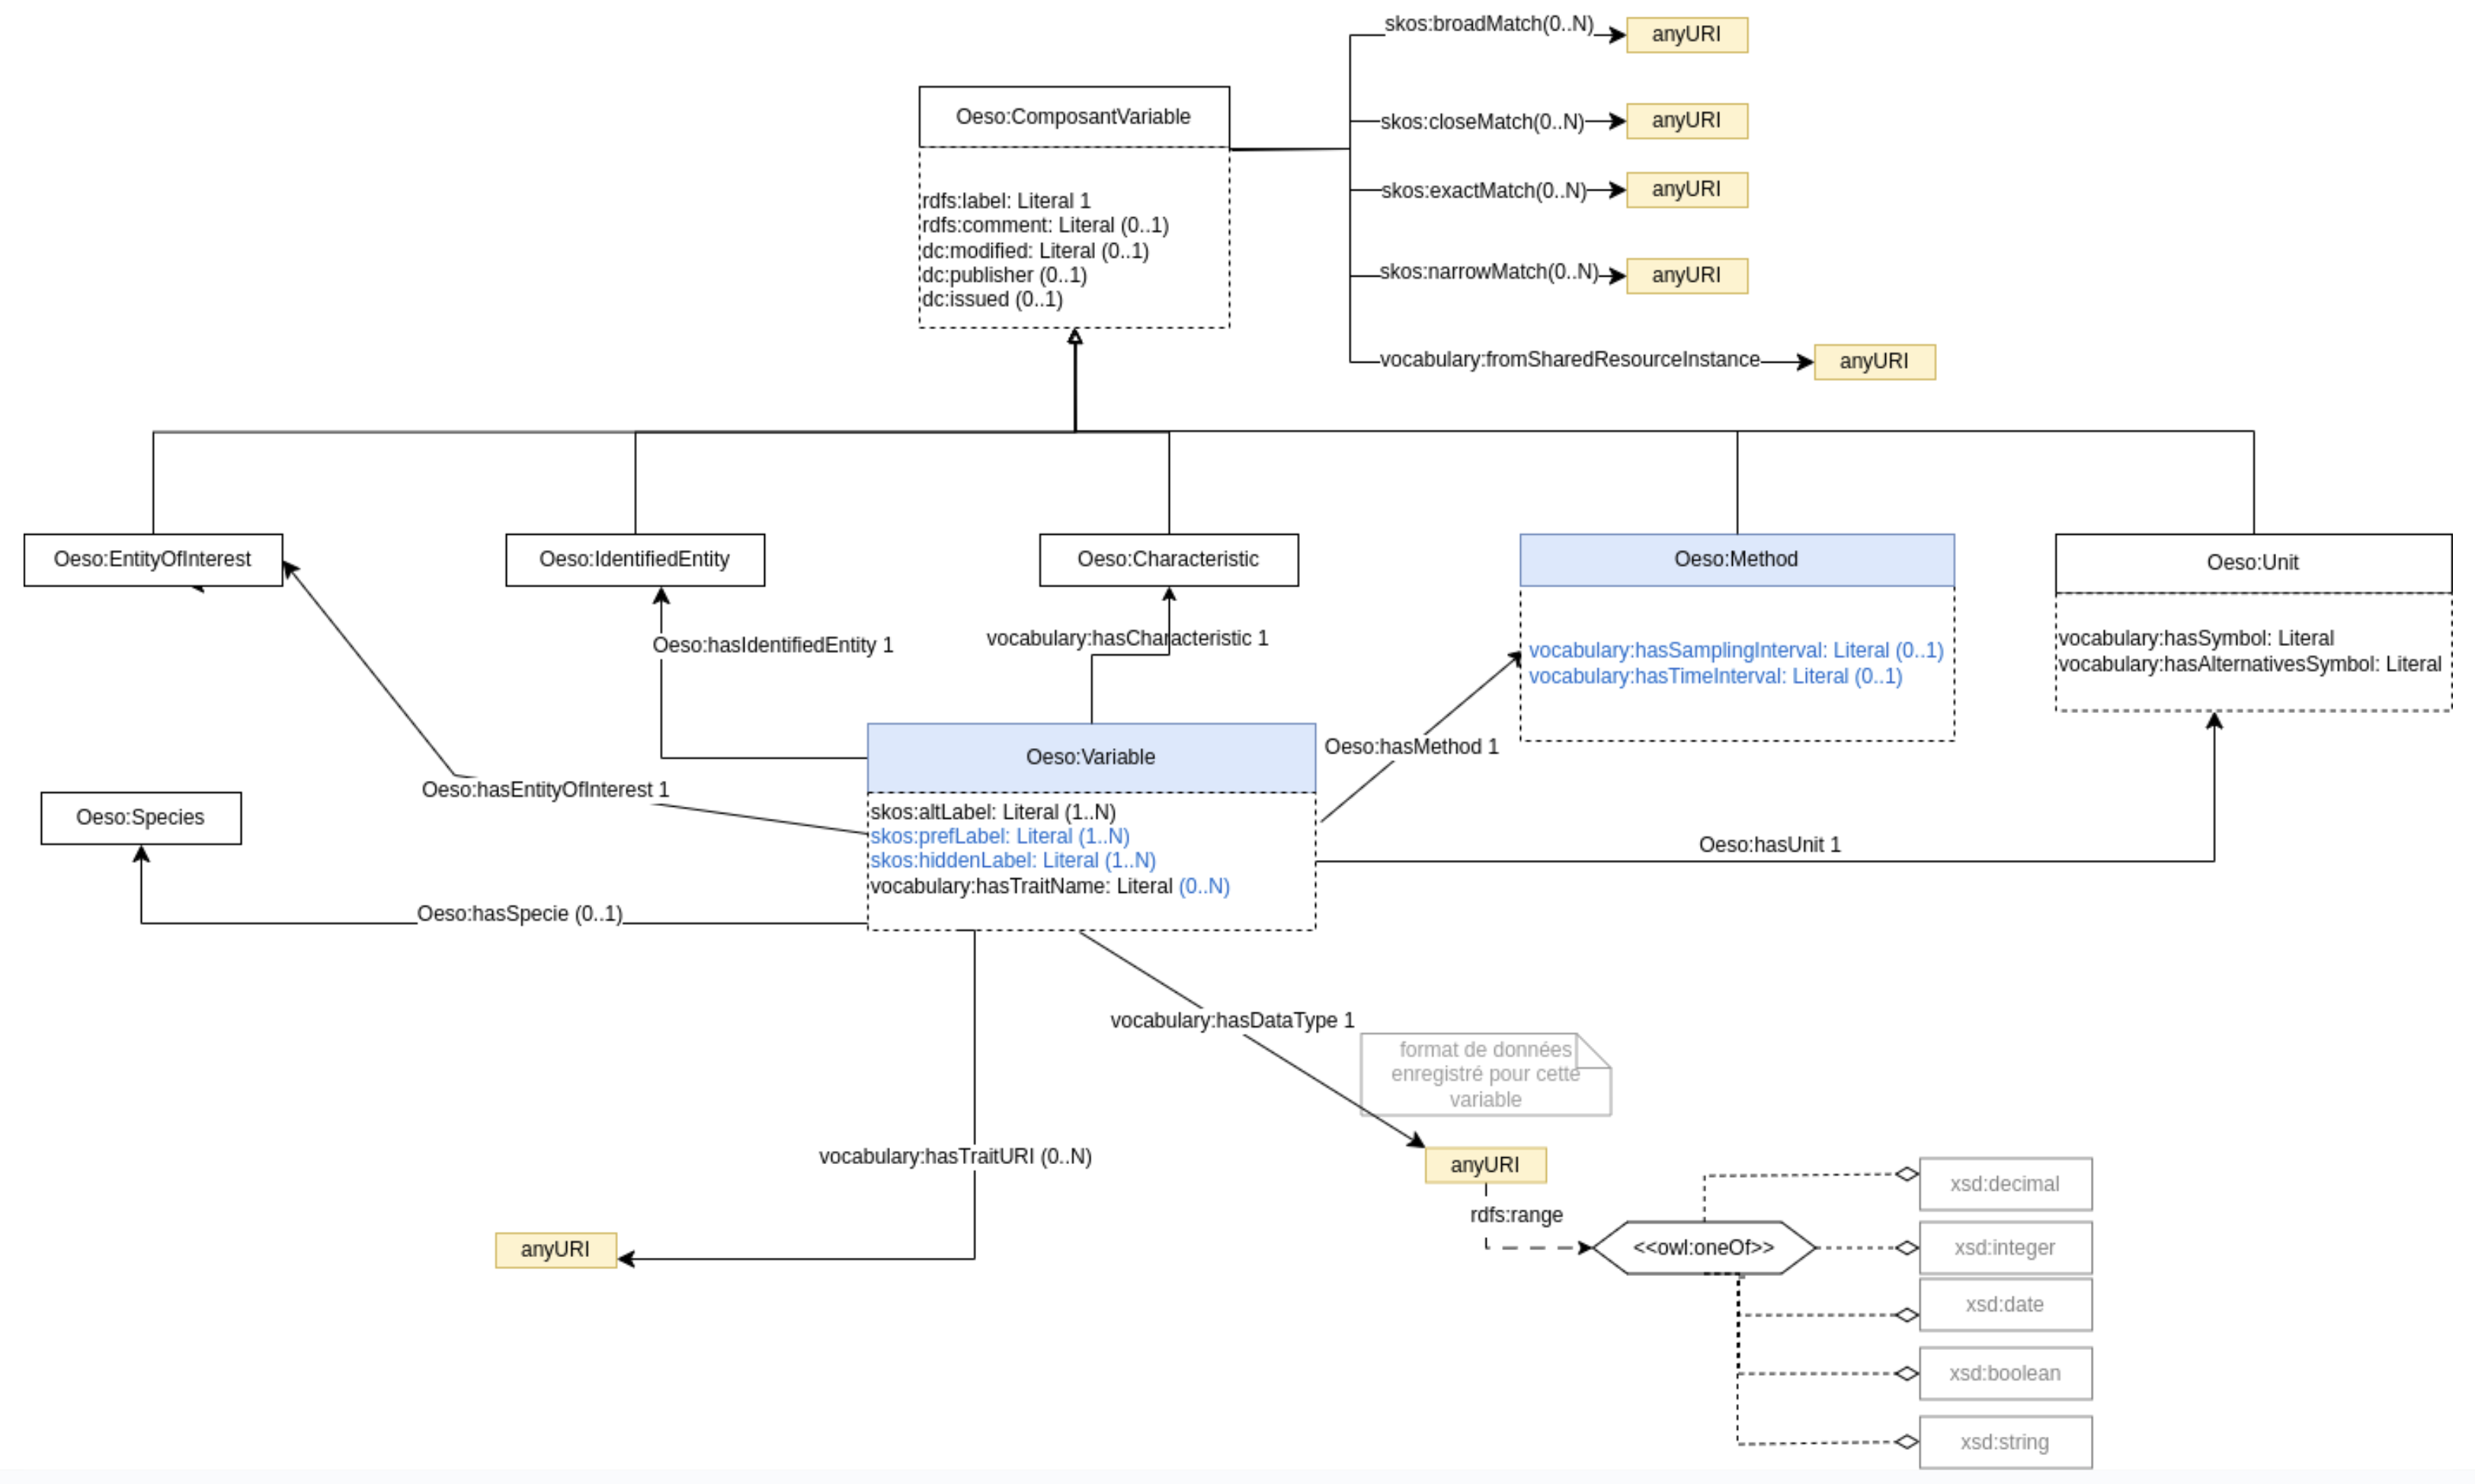 skos:broadMatch(0..N)
anyURI
Oeso:ComposantVariable
skos:closeMatch(0..N)
anyURI
skos:exactMatch(0..N)
anyURI
rdfs:label: Literal 1
rdfs:comment: Literal (0..1)
dc:modified: Literal (0..1)
dc:publisher (0..1)
dc:issued (0..1)
skos:narrowMatch(0..N)
anyURI
vocabulary:fromSharedResourceInstance
anyURI
Oeso:EntityOfInterest
Oeso:IdentifiedEntity
Oeso:Characteristic
Oeso:Method
Oeso:Unit
Oeso:hasIdentifiedEntity 1
vocabulary:hasCharacteristic 1
vocabulary:hasSamplingInterval: Literal (0..1)
vocabulary:hasTimeInterval: Literal (0..1)
vocabulary:hasSymbol: Literal
vocabulary:hasAlternativesSymbol: Literal
Oeso:hasMethod 1
Oeso:Variable
Oeso:hasEntityOfInterest 1
Oeso:Species
skos:altLabel: Literal (1..N)
skos:prefLabel: Literal (1..N)
skos:hiddenLabel: Literal (1..N)
vocabulary:hasTraitName: Literal (0..N)
Oeso:hasUnit 1
Oeso:hasSpecie (0..1)
vocabulary:hasDataType 1
format de données
enregistré pour cette
variable
vocabulary:hasTraitURI (0..N)
anyURI
rdfs:range
anyURI
<<owl:oneOf>>
xsd:decimal
xsd:integer
xsd:date
xsd:boolean
xsd:string